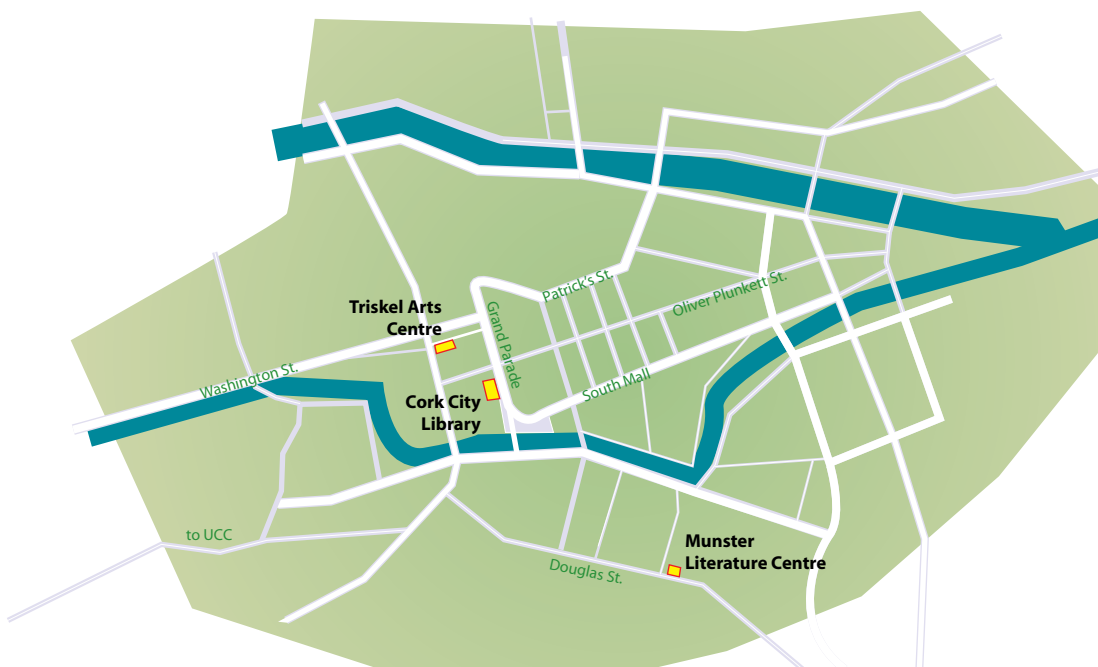 Patrick's St.
Oliver Plunkett St.
Triskel Arts
Centre
Grand Parade
Washington St.
South Mall
Cork City
Library
to UCC
Munster
Literature Centre
Douglas St.